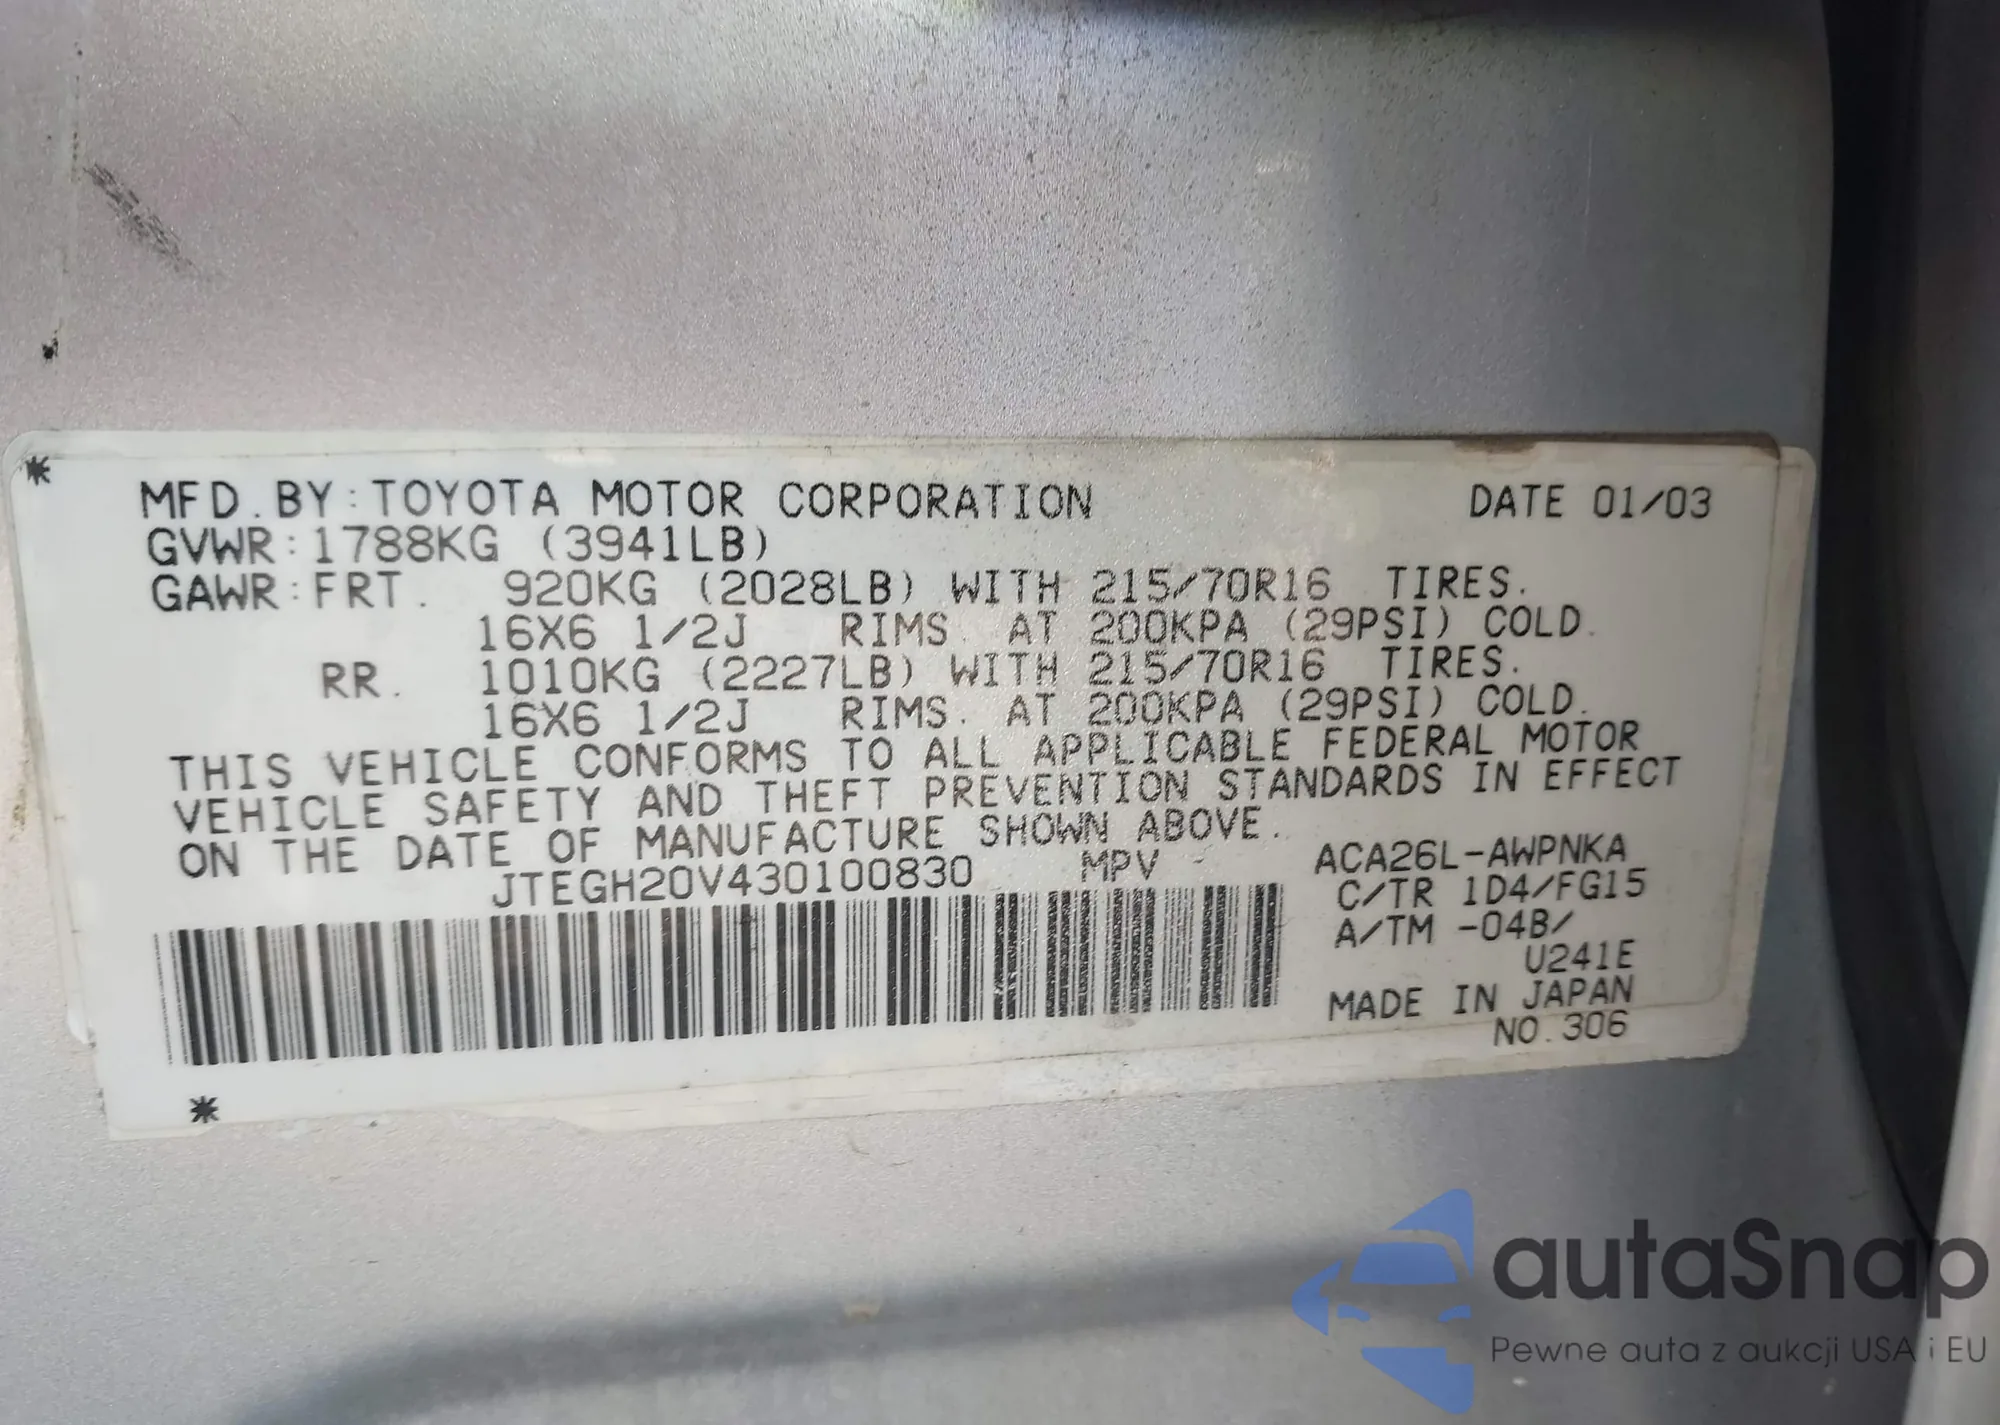 MFD.BY:TOYOTA MOTOR CORPORATION DATE 01/03
GVWR:1788KG (3941LB)
GAWR:FRT. 920KG (2028LB) WITH 215/70R16 TIRES.
16X6 1/2J RIMS. AT 200KPA (29PSI) COLD.
RR. 1010KG (2227LB) WITH 215/70R16 TIRES.
16X6 1/2J RIMS. AT 200KPA (29PSI) COLD.
THIS VEHICLE CONFORMS TO ALL APPLICABLE FEDERAL MOTOR
VEHICLE SAFETY AND THEFT PREVENTION STANDARDS IN EFFECT
ON THE DATE OF MANUFACTURE SHOWN ABOVE.
JTEGH20V430100830 MPV ACA26L-AWPNKA
C/TR 1D4/FG15
A/TM -04B/
U241E
MADE IN JAPAN
NO.306
autaSnap
Pewne auta z aukcji USA i EU